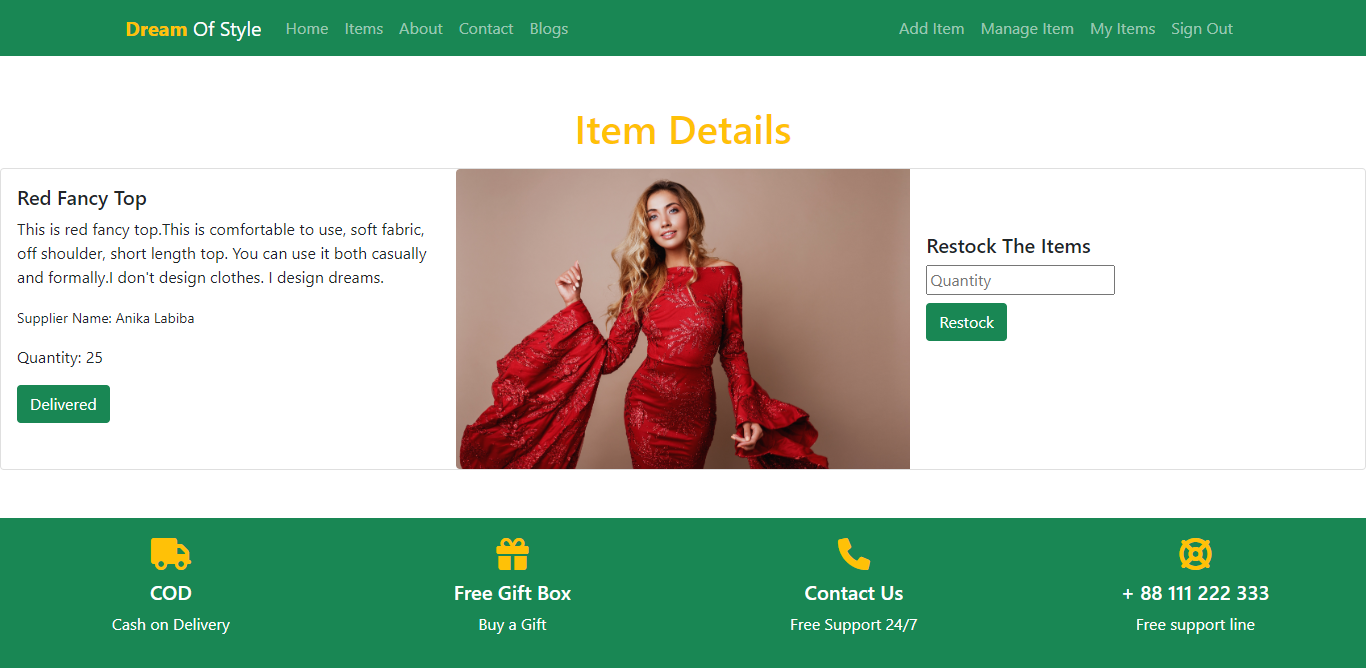 Dream Of Style Home Items About Contact Blogs Add Item Manage Item My Items Sign Out
Item Details
Red Fancy Top
This is red fancy top.This is comfortable to use, soft fabric,
off shoulder, short length top. You can use it both casually
and formally.I don't design clothes. I design dreams.
Supplier Name: Anika Labiba
Quantity: 25
Delivered
Restock The Items
Quantity
Restock
COD
Cash on Delivery
Free Gift Box
Buy a Gift
Contact Us
Free Support 24/7
+ 88 111 222 333
Free support line